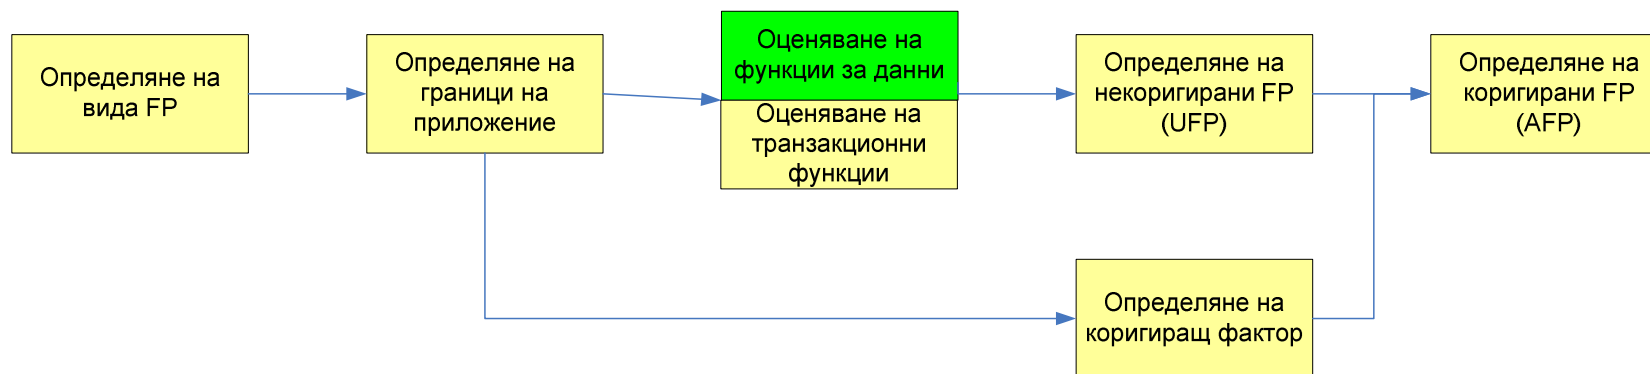 Определяне на
вида FP
Определяне на
граници на
приложение
Оценяване на
функции за данни
Оценяване на
транзакционни
функции
Определяне на
некоригирани FP
(UFP)
Определяне на
коригирани FP
(AFP)
Определяне на
коригиращ фактор